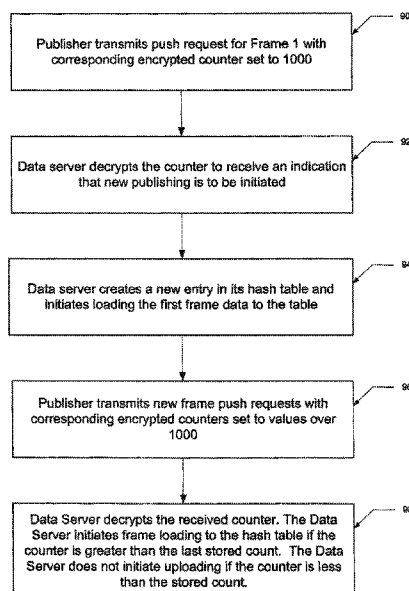 90
Publisher transmits push request for Frame 1 with
corresponding encrypted counter set to 1000
92
Data server decrypts the counter to receive an indication
that new publishing is to be initiated
94
Data server creates a new entry in its hash table and
initiates loading the first frame data to the table
96
Publisher transmits new frame push requests with
corresponding encrypted counters set to values over
1000
98
Data Server decrypts the received counter. The Data
Server initiates frame loading to the hash table if the
counter is greater than the last stored count. The Data
Server does not initiate uploading if the counter is less
than the stored count.